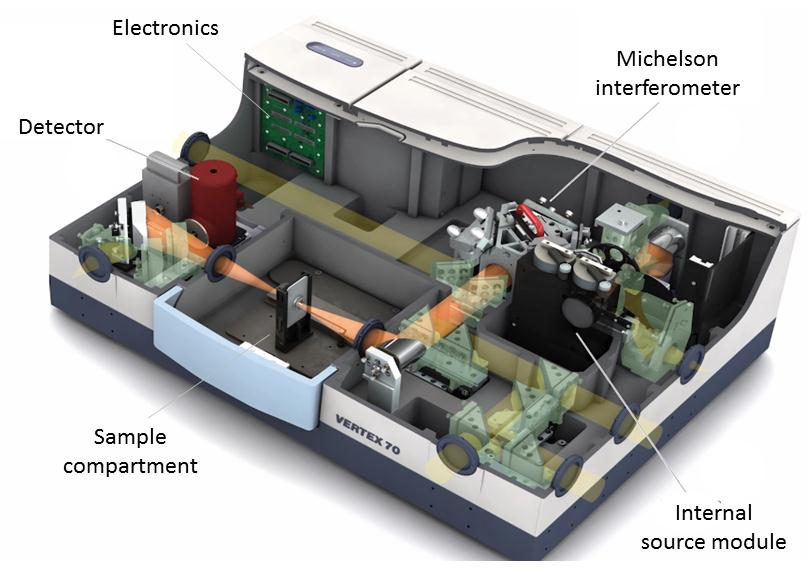 Electronics
Michelson
interferometer
Detector
VERTEX 70
Sample
compartment
Internal
source module